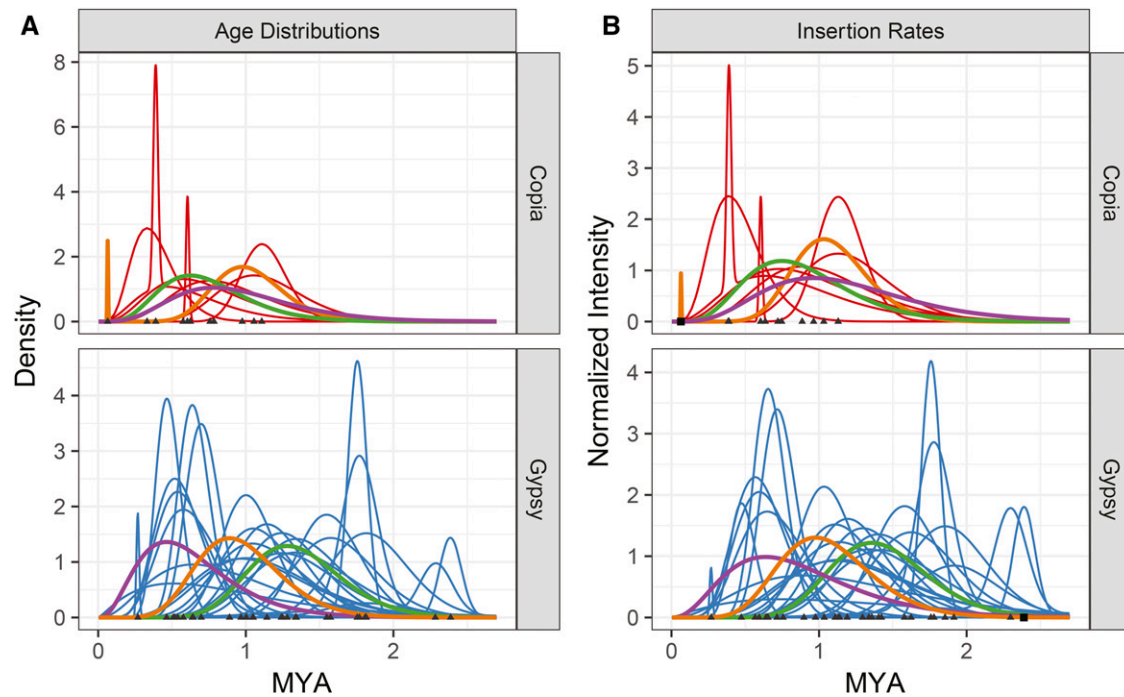 A
Age Distributions
8
6
4
2
0
Copia
Density
4
3
2
1
0
Gypsy
0 1 2
MYA
B
Insertion Rates
5
4
3
2
1
0
Copia
Normalized Intensity
4
3
2
1
0
Gypsy
0 1 2
MYA